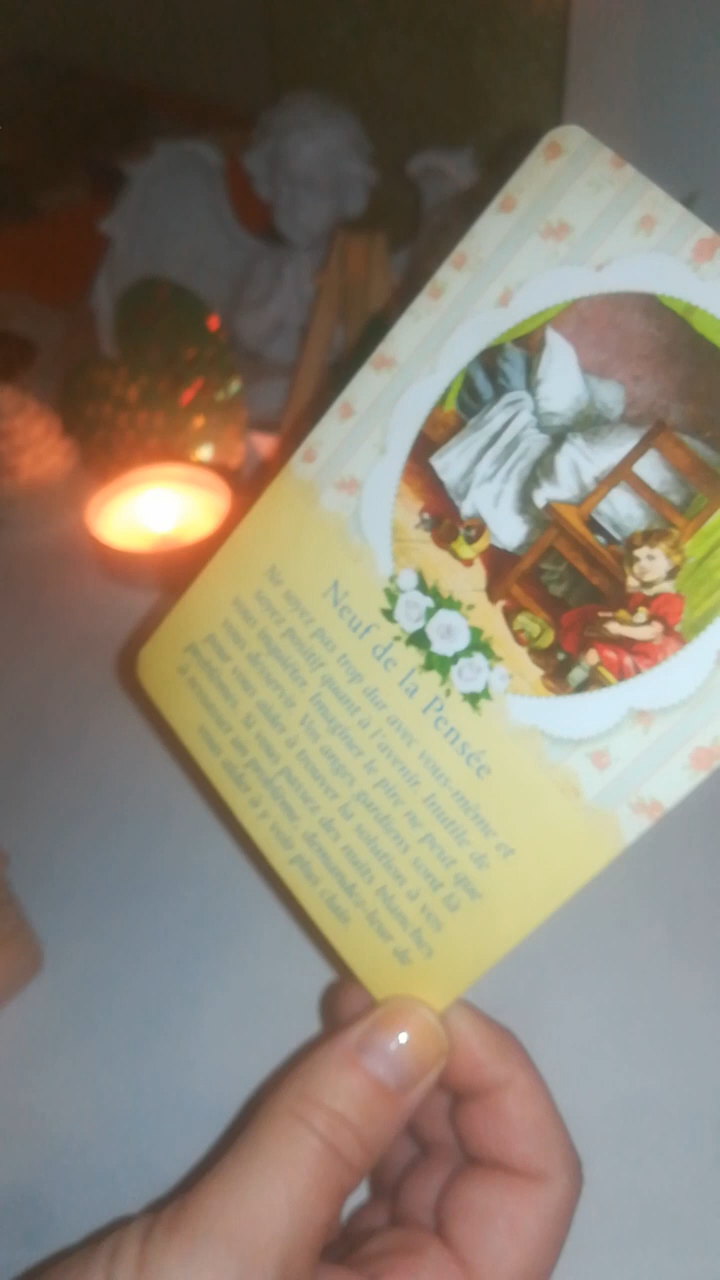 Neuf de la Pensée
Ne soyez pas trop dur avec vous-même et
soyez positif quant à l'avenir. Inutile de
vous inquiéter. Imaginer le pire ne peut que
vous desservir. Vos anges gardiens sont là
pour vous aider à trouver la solution à vos
problèmes. Si vous passez des nuits blanches
à ressasser un problème, demandez-leur de
vous aider à y voir plus clair.